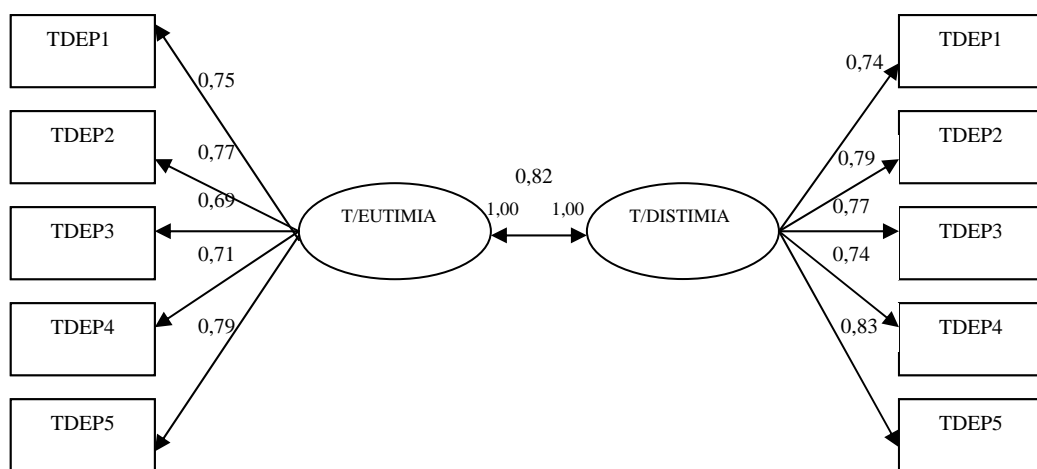 TDEP1
TDEP1
0,74
0,75
TDEP2
TDEP2
0,77
0,79
0,82
0,69
0,77
1,00
1,00
T/EUTIMIA
T/DISTIMIA
TDEP3
TDEP3
0,71
0,74
TDEP4
TDEP4
0,79
0,83
TDEP5
TDEP5